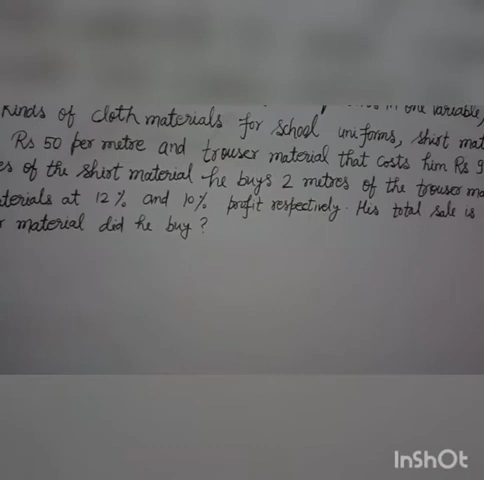 kinds of cloth materials for school uniforms, shirt mat
Rs 50 per metre and trouser material that costs him Rs 9
es of the shirt material he buys 2 metres of the trouser ma
terials at 12% and 10% profit respectively. His total sale is
r material did he buy?
InShOt